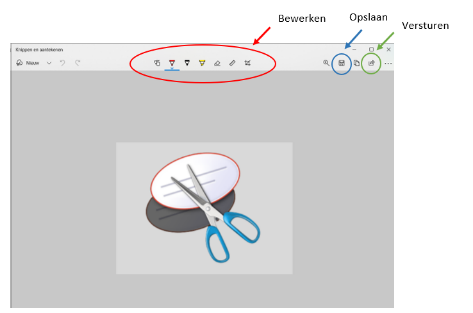 Bewerken
Opslaan
Versturen
Knippen en aantekenen
Nieuw